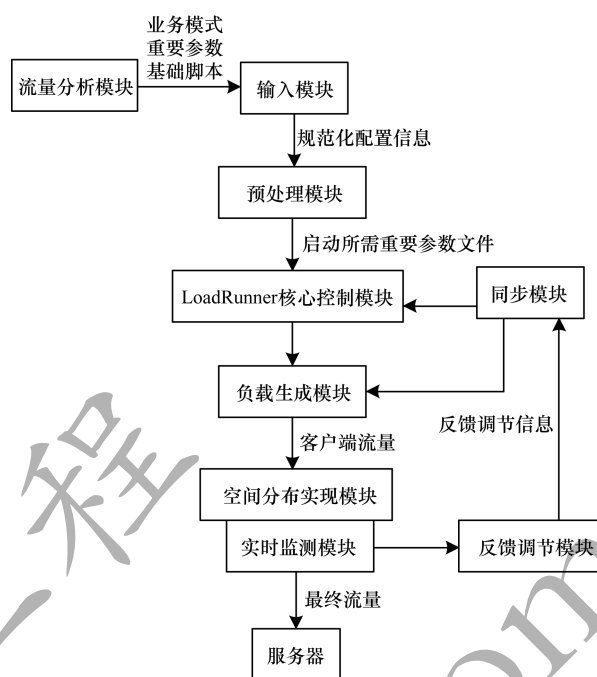 业务模式
重要参数
基础脚本
流量分析模块
输入模块
规范化配置信息
预处理模块
启动所需重要参数文件
LoadRunner核心控制模块
同步模块
负载生成模块
反馈调节信息
客户端流量
空间分布实现模块
实时监测模块
反馈调节模块
最终流量
服务器
程
om